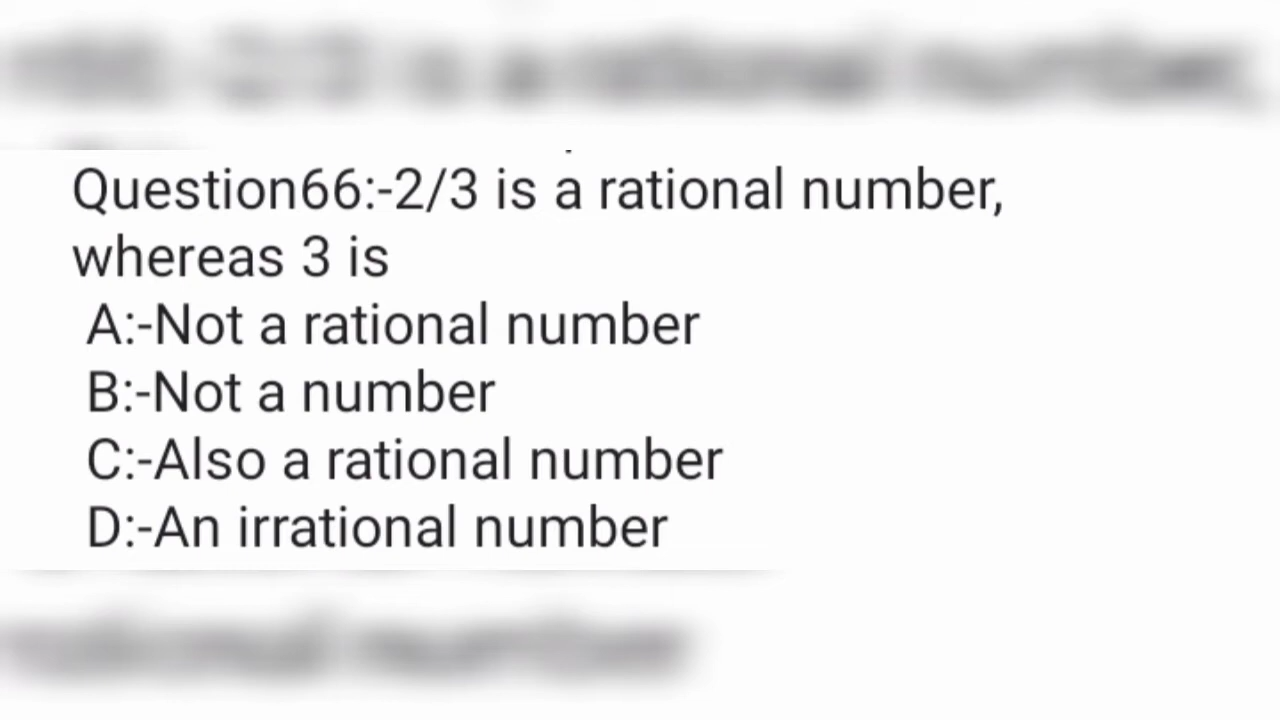 Question66:-2/3 is a rational number,
whereas 3 is
A:-Not a rational number
B:-Not a number
C:-Also a rational number
D:-An irrational number